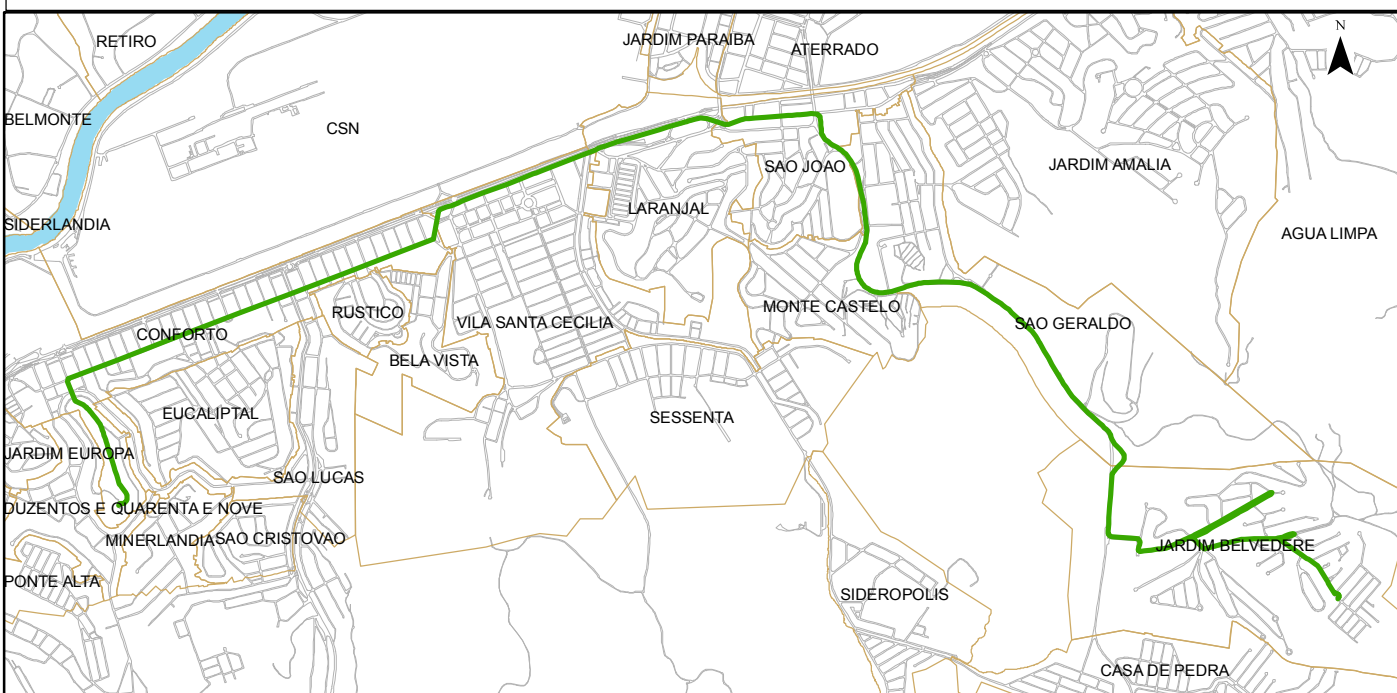 RETIRO
JARDIM PARAIBA
ATERRADO
N
BELMONTE
CSN
SAO JOAO
JARDIM AMALIA
LARANJAL
SIDERLANDIA
AGUA LIMPA
MONTE CASTELO
RUSTICO
VILA SANTA CECILIA
SAO GERALDO
CONFORTO
BELA VISTA
EUCALIPTAL
SESSENTA
JARDIM EUROPA
SAO LUCAS
DUZENTOS E QUARENTA E NOVE
MINERLANDIA
SAO CRISTOVAO
JARDIM BELVEDERE
PONTE ALTA
SIDEROPOLIS
CASA DE PEDRA